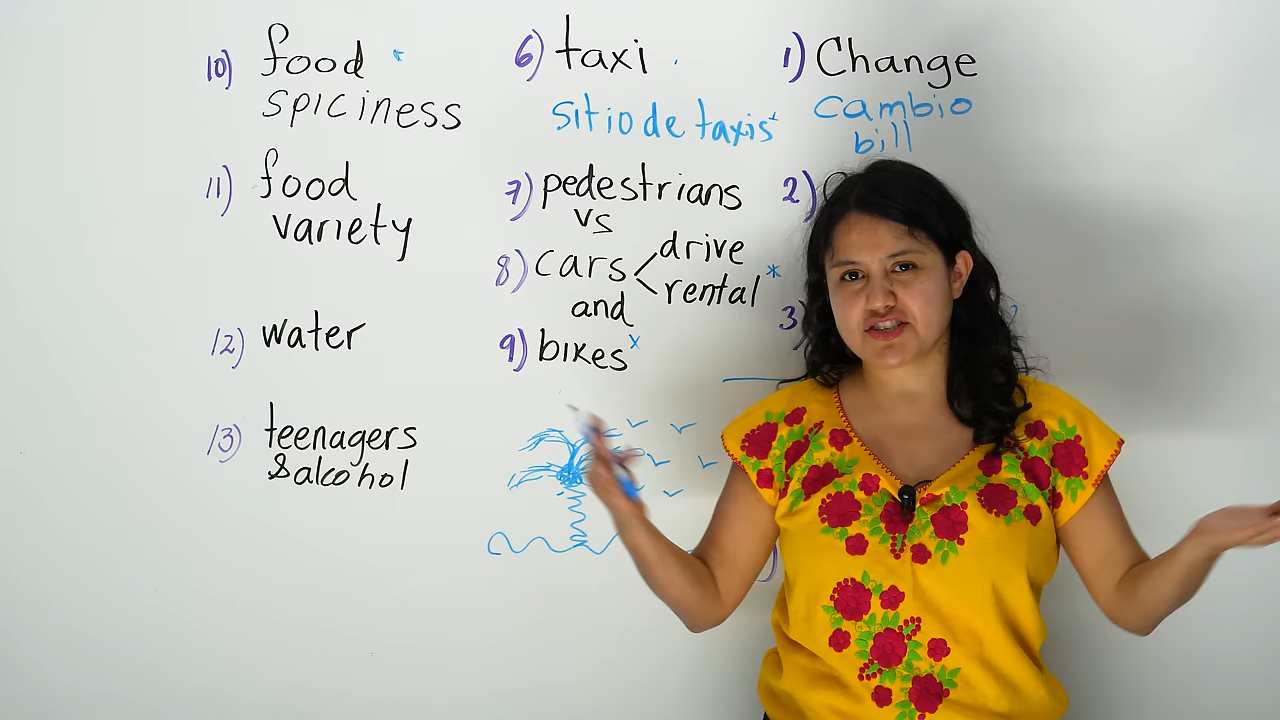 10) food
spiciness
11) food
variety
12) water
13) teenagers
& alcohol
6) taxi
sitio de taxis
7) pedestrians
vs
8) cars
drive
rental
and
9) bikes
1) Change
cambio
bill
2)
3)